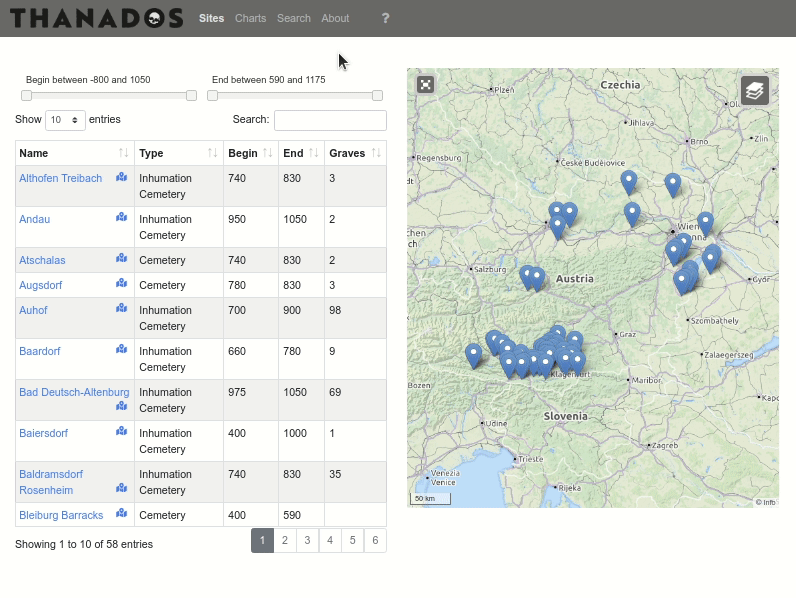 THANADOS Sites Charts Search About ?
Begin between -800 and 1050 End between 590 and 1175
Show 10 entries Search:
Name Type Begin End Graves
Althofen Treibach Inhumation Cemetery 740 830 3
Andau Inhumation Cemetery 950 1050 2
Atschalas Cemetery 740 830 2
Augsdorf Cemetery 780 830 3
Auhof Inhumation Cemetery 700 900 98
Baardorf Inhumation Cemetery 660 780 9
Bad Deutsch-Altenburg Inhumation Cemetery 975 1050 69
Baiersdorf Inhumation Cemetery 400 1000 1
Baldramsdorf Rosenheim Inhumation Cemetery 740 830 35
Bleiburg Barracks Cemetery 400 590
Showing 1 to 10 of 58 entries
1 2 3 4 5 6
Czechia
Plzeň
Jihlava
Brno
Zlín
Regensburg
České Budějovice
Wien
Salzburg
Austria
Győr
Szombathely
Graz
Zalaegerszeg
Klagenfurt
Bozen
Maribor
Slovenia
Udine
Zagreb
Trieste
Venezia
Venice
Rijeka
50 km
© Info